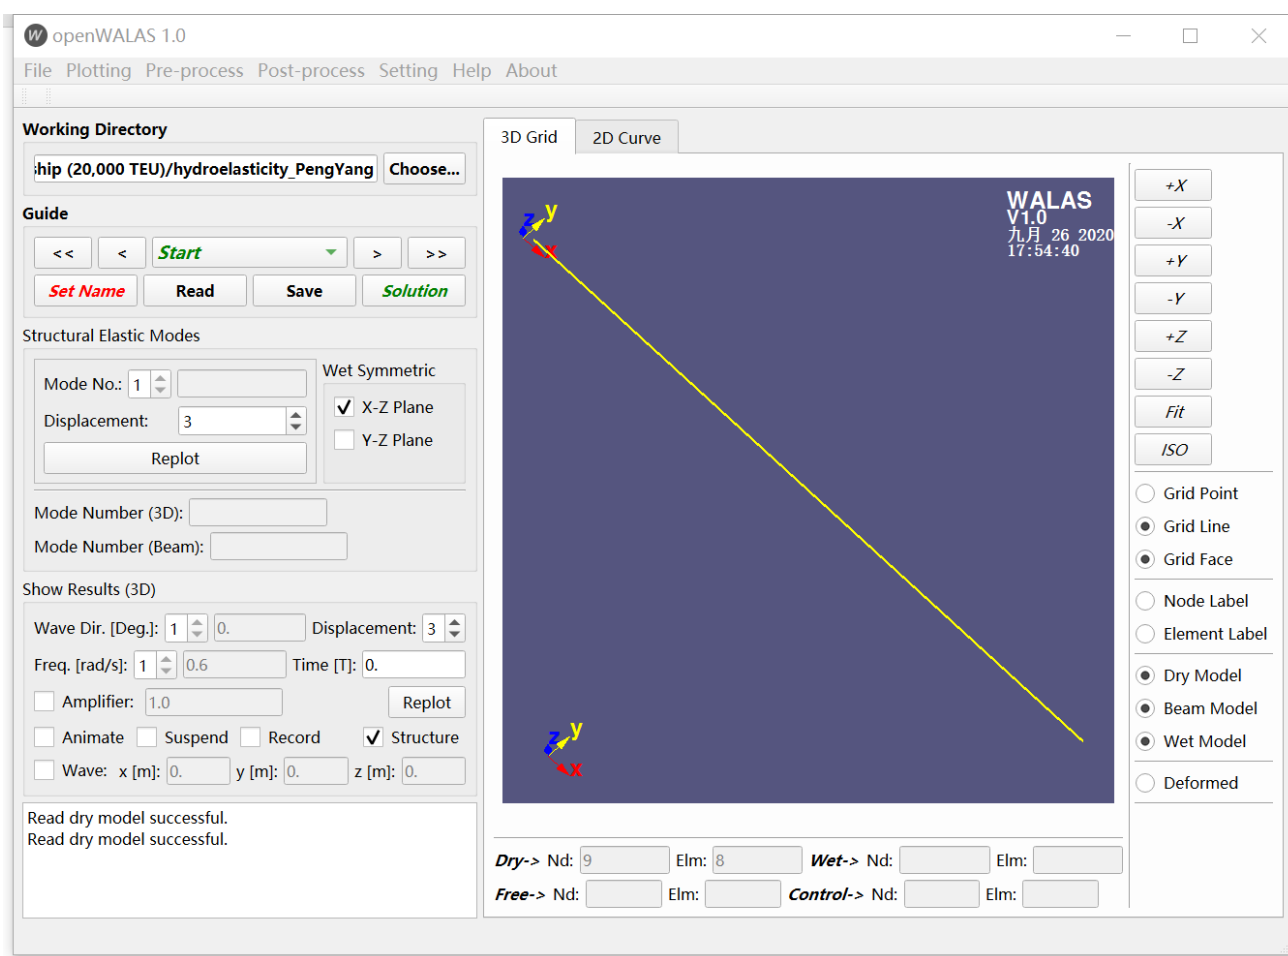 openWALAS 1.0
File Plotting Pre-process Post-process Setting Help About
Working Directory
ship (20,000 TEU)/hydroelasticity_PengYang Choose...
Guide
<< < Start > >>
Set Name Read Save Solution
Structural Elastic Modes
Mode No.: 1
Displacement: 3
Replot
Wet Symmetric
X-Z Plane
Y-Z Plane
Mode Number (3D):
Mode Number (Beam):
Show Results (3D)
Wave Dir. [Deg.]: 1 0. Displacement: 3
Freq. [rad/s]: 1 0.6 Time [T]: 0.
Amplifier: 1.0 Replot
Animate Suspend Record Structure
Wave: x [m]: 0. y [m]: 0. z [m]: 0.
Read dry model successful.
Read dry model successful.
3D Grid 2D Curve
WALAS
V1.0
九月 26 2020
17:54:40
z y
x
z y
x
Dry-> Nd: 9 Elm: 8 Wet-> Nd: Elm:
Free-> Nd: Elm: Control-> Nd: Elm:
+X
-X
+Y
-Y
+Z
-Z
Fit
ISO
Grid Point
Grid Line
Grid Face
Node Label
Element Label
Dry Model
Beam Model
Wet Model
Deformed